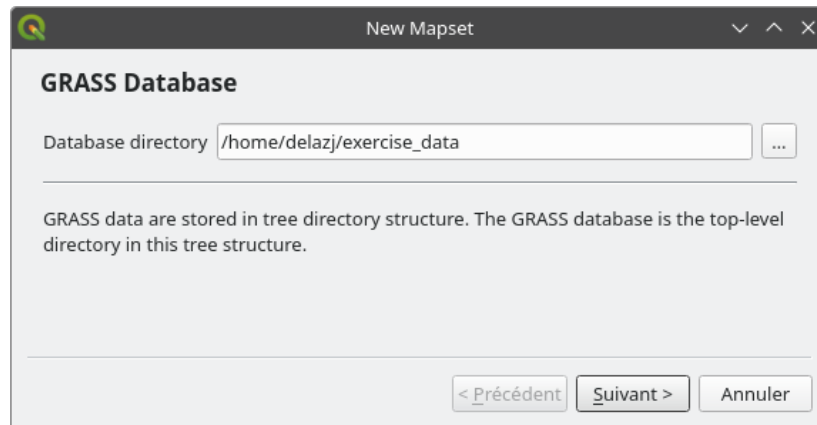 New Mapset
GRASS Database
Database directory /home/delazj/exercise_data ...
GRASS data are stored in tree directory structure. The GRASS database is the top-level
directory in this tree structure.
< Précédent Suivant > Annuler